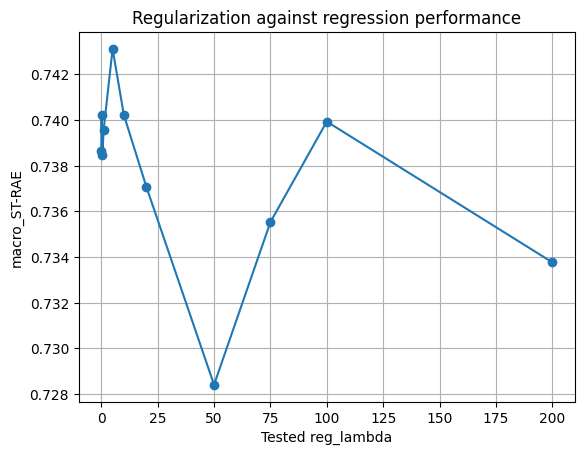 Regularization against regression performance
macro_ST-RAE
0.742
0.740
0.738
0.736
0.734
0.732
0.730
0.728
0 25 50 75 100 125 150 175 200
Tested reg_lambda